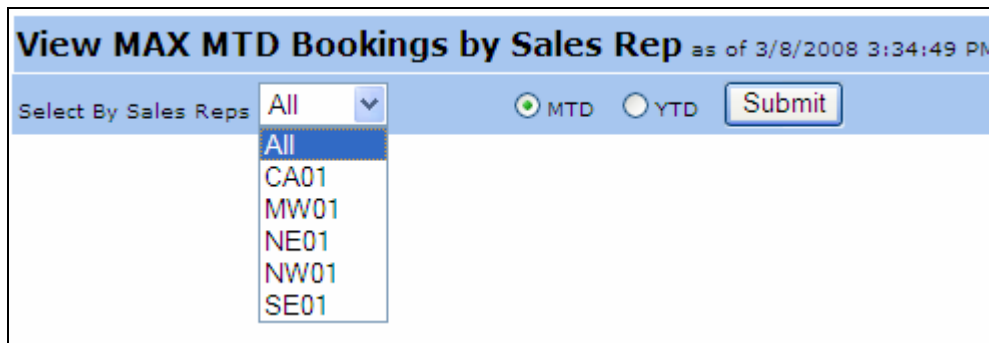 View MAX MTD Bookings by Sales Rep as of 3/8/2008 3:34:49 PM
Select By Sales Reps All MTD YTD Submit
All
CA01
MW01
NE01
NW01
SE01